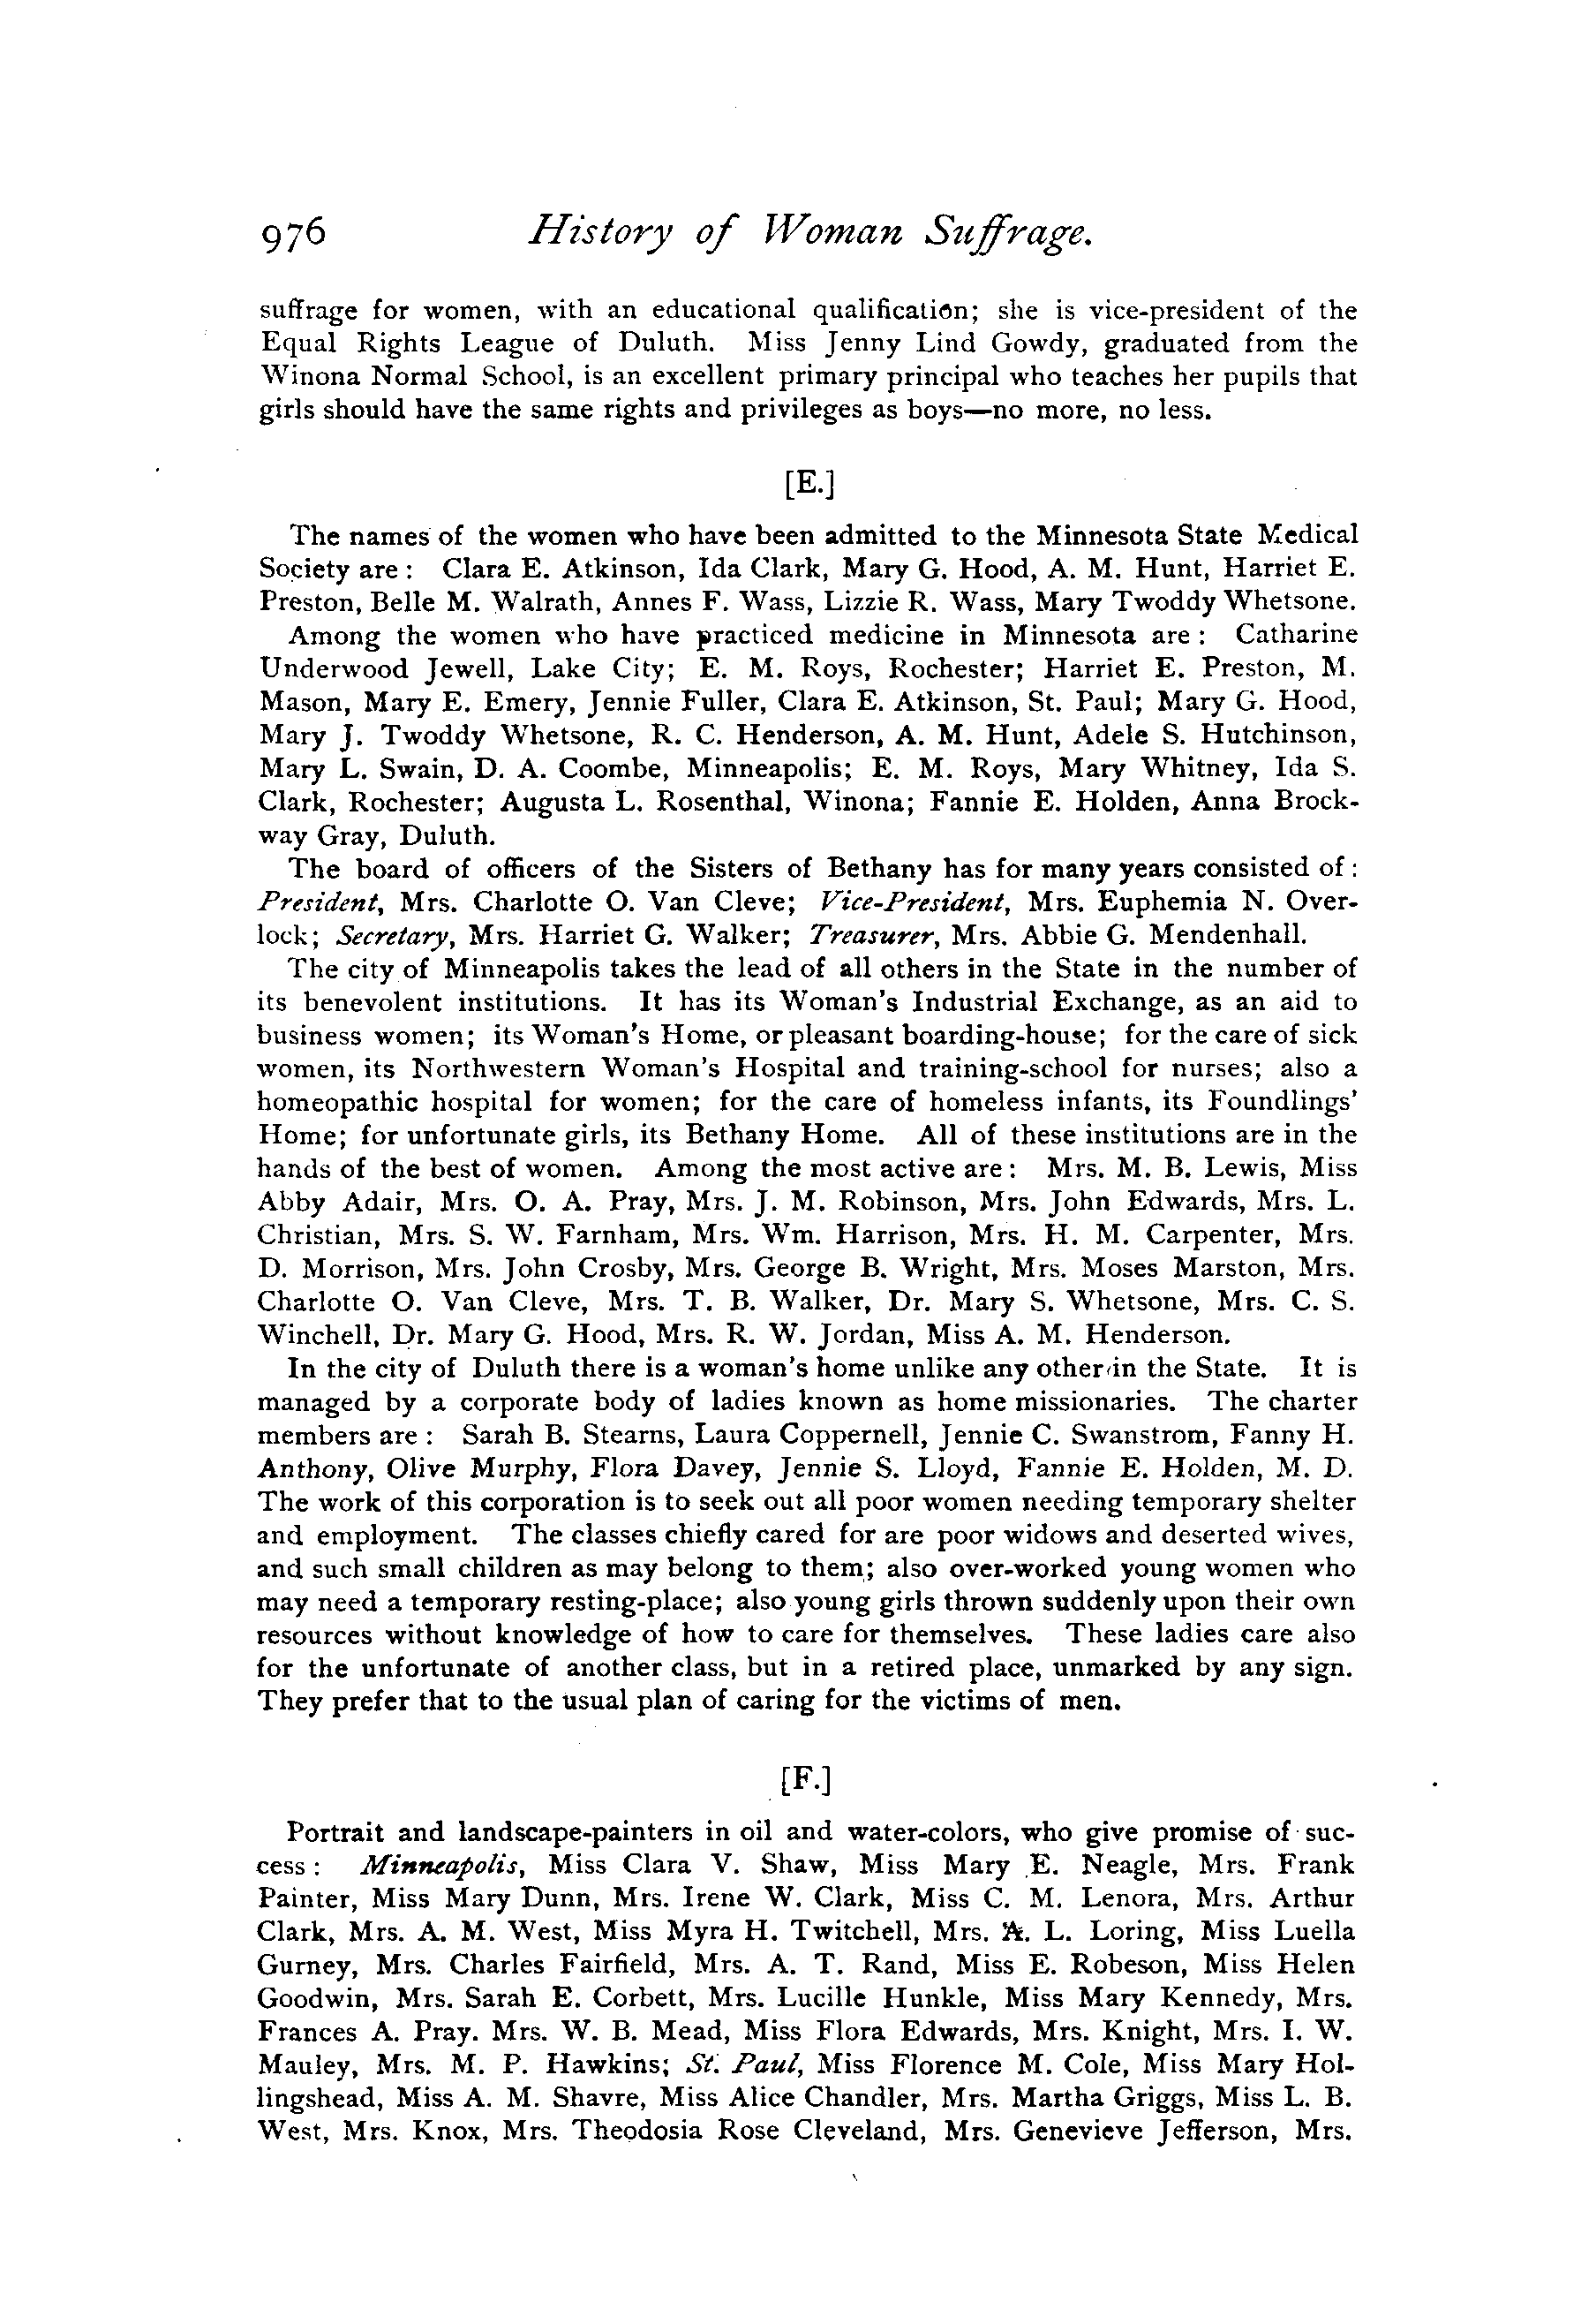 976 History of Woman Suffrage.
suffrage for women, with an educational qualification; she is vice-president of the
Equal Rights League of Duluth. Miss Jenny Lind Gowdy, graduated from the
Winona Normal School, is an excellent primary principal who teaches her pupils that
girls should have the same rights and privileges as boys—no more, no less.
[E.]
The names of the women who have been admitted to the Minnesota State Medical
Society are : Clara E. Atkinson, Ida Clark, Mary G. Hood, A. M. Hunt, Harriet E.
Preston, Belle M. Walrath, Annes F. Wass, Lizzie R. Wass, Mary Twoddy Whetsone.
Among the women who have practiced medicine in Minnesota are : Catharine
Underwood Jewell, Lake City; E. M. Roys, Rochester; Harriet E. Preston, M.
Mason, Mary E. Emery, Jennie Fuller, Clara E. Atkinson, St. Paul; Mary G. Hood,
Mary J. Twoddy Whetsone, R. C. Henderson, A. M. Hunt, Adele S. Hutchinson,
Mary L. Swain, D. A. Coombe, Minneapolis; E. M. Roys, Mary Whitney, Ida S.
Clark, Rochester; Augusta L. Rosenthal, Winona; Fannie E. Holden, Anna Brock-
way Gray, Duluth.
The board of officers of the Sisters of Bethany has for many years consisted of :
President, Mrs. Charlotte O. Van Cleve; Vice-President, Mrs. Euphemia N. Over-
lock; Secretary, Mrs. Harriet G. Walker; Treasurer, Mrs. Abbie G. Mendenhall.
The city of Minneapolis takes the lead of all others in the State in the number of
its benevolent institutions. It has its Woman's Industrial Exchange, as an aid to
business women; its Woman's Home, or pleasant boarding-house; for the care of sick
women, its Northwestern Woman's Hospital and training-school for nurses; also a
homeopathic hospital for women; for the care of homeless infants, its Foundlings'
Home; for unfortunate girls, its Bethany Home. All of these institutions are in the
hands of the best of women. Among the most active are : Mrs. M. B. Lewis, Miss
Abby Adair, Mrs. O. A. Pray, Mrs. J. M. Robinson, Mrs. John Edwards, Mrs. L.
Christian, Mrs. S. W. Farnham, Mrs. Wm. Harrison, Mrs. H. M. Carpenter, Mrs.
D. Morrison, Mrs. John Crosby, Mrs. George B. Wright, Mrs. Moses Marston, Mrs.
Charlotte O. Van Cleve, Mrs. T. B. Walker, Dr. Mary S. Whetsone, Mrs. C. S.
Winchell, Dr. Mary G. Hood, Mrs. R. W. Jordan, Miss A. M. Henderson.
In the city of Duluth there is a woman's home unlike any other in the State. It is
managed by a corporate body of ladies known as home missionaries. The charter
members are : Sarah B. Stearns, Laura Coppernell, Jennie C. Swanstrom, Fanny H.
Anthony, Olive Murphy, Flora Davey, Jennie S. Lloyd, Fannie E. Holden, M. D.
The work of this corporation is to seek out all poor women needing temporary shelter
and employment. The classes chiefly cared for are poor widows and deserted wives,
and such small children as may belong to them; also over-worked young women who
may need a temporary resting-place; also young girls thrown suddenly upon their own
resources without knowledge of how to care for themselves. These ladies care also
for the unfortunate of another class, but in a retired place, unmarked by any sign.
They prefer that to the usual plan of caring for the victims of men.
[F.]
Portrait and landscape-painters in oil and water-colors, who give promise of suc-
cess : Minneapolis, Miss Clara V. Shaw, Miss Mary E. Neagle, Mrs. Frank
Painter, Miss Mary Dunn, Mrs. Irene W. Clark, Miss C. M. Lenora, Mrs. Arthur
Clark, Mrs. A. M. West, Miss Myra H. Twitchell, Mrs. A. L. Loring, Miss Luella
Gurney, Mrs. Charles Fairfield, Mrs. A. T. Rand, Miss E. Robeson, Miss Helen
Goodwin, Mrs. Sarah E. Corbett, Mrs. Lucille Hunkle, Miss Mary Kennedy, Mrs.
Frances A. Pray. Mrs. W. B. Mead, Miss Flora Edwards, Mrs. Knight, Mrs. I. W.
Mauley, Mrs. M. P. Hawkins; St. Paul, Miss Florence M. Cole, Miss Mary Hol-
lingshead, Miss A. M. Shavre, Miss Alice Chandler, Mrs. Martha Griggs, Miss L. B.
West, Mrs. Knox, Mrs. Theodosia Rose Cleveland, Mrs. Genevieve Jefferson, Mrs.